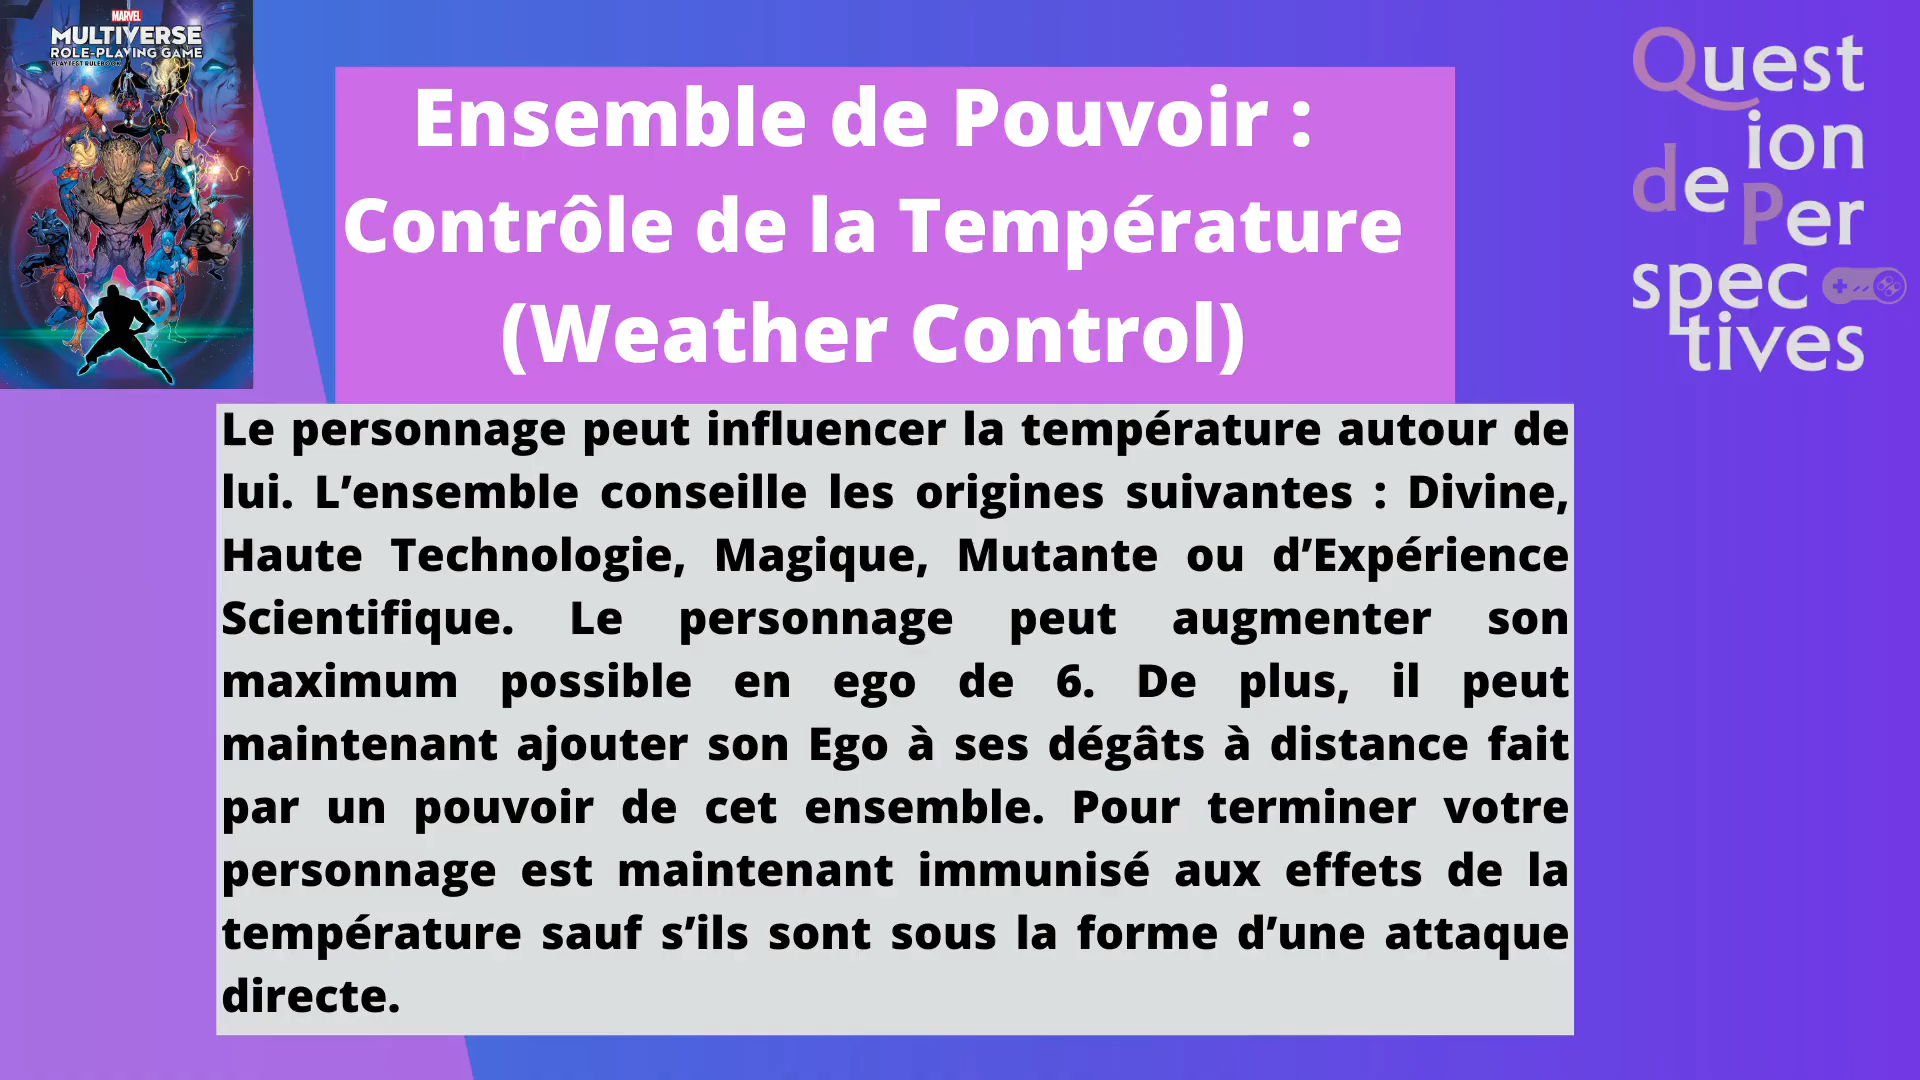 MARVEL
MULTIVERSE
ROLE-PLAYING GAME
PLAYTEST RULEBOOK
Ensemble de Pouvoir :
Contrôle de la Température
(Weather Control)
Quest
ion
de Per
spec
tives
Le personnage peut influencer la température autour de
lui. L’ensemble conseille les origines suivantes : Divine,
Haute Technologie, Magique, Mutante ou d’Expérience
Scientifique. Le personnage peut augmenter son
maximum possible en ego de 6. De plus, il peut
maintenant ajouter son Ego à ses dégâts à distance fait
par un pouvoir de cet ensemble. Pour terminer votre
personnage est maintenant immunisé aux effets de la
température sauf s’ils sont sous la forme d’une attaque
directe.